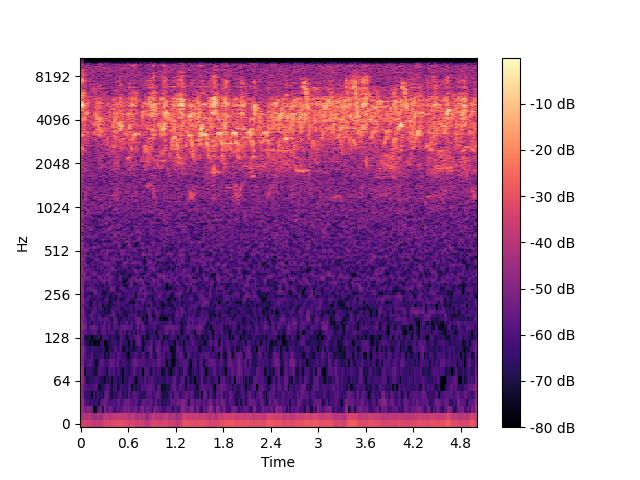 8192
4096
2048
1024
512
256
128
64
0
Hz
0 0.6 1.2 1.8 2.4 3 3.6 4.2 4.8
Time
-10 dB
-20 dB
-30 dB
-40 dB
-50 dB
-60 dB
-70 dB
-80 dB